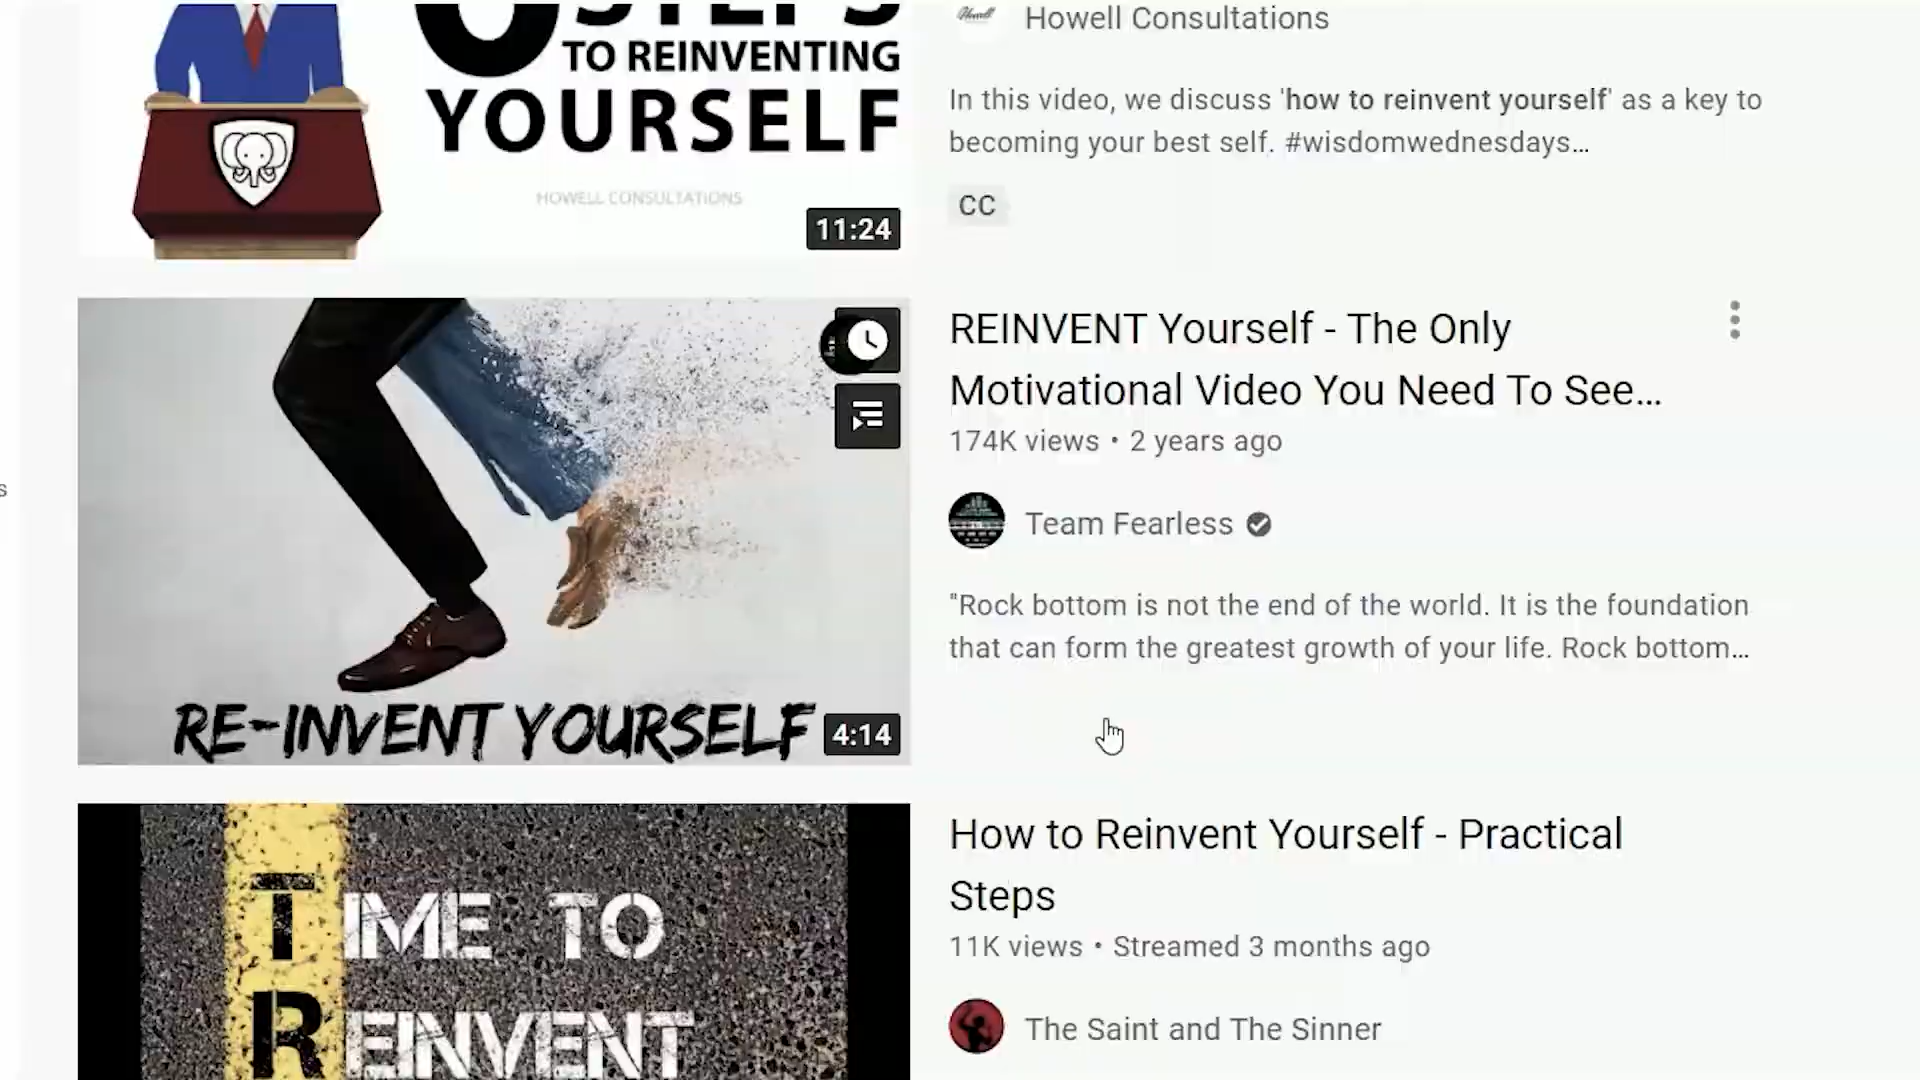 STEPS
TO REINVENTING
YOURSELF
HOWELL CONSULTATIONS
11:24
Howell Consultations
In this video, we discuss 'how to reinvent yourself' as a key to
becoming your best self. #wisdomwednesdays...
CC
RE-INVENT YOURSELF
4:14
REINVENT Yourself - The Only
Motivational Video You Need To See...
174K views • 2 years ago
Team Fearless
"Rock bottom is not the end of the world. It is the foundation
that can form the greatest growth of your life. Rock bottom...
s
TIME TO
REINVENT
How to Reinvent Yourself - Practical
Steps
11K views • Streamed 3 months ago
The Saint and The Sinner